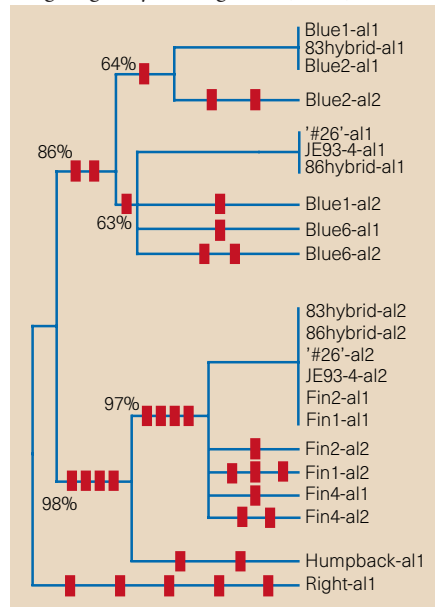 64%
Blue1-al1
83hybrid-al1
Blue2-al1
Blue2-al2
86%
'#26'-al1
JE93-4-al1
86hybrid-al1
Blue1-al2
63%
Blue6-al1
Blue6-al2
83hybrid-al2
86hybrid-al2
'#26'-al2
JE93-4-al2
97%
Fin2-al1
Fin1-al1
Fin2-al2
Fin1-al2
98%
Fin4-al1
Fin4-al2
Humpback-al1
Right-al1